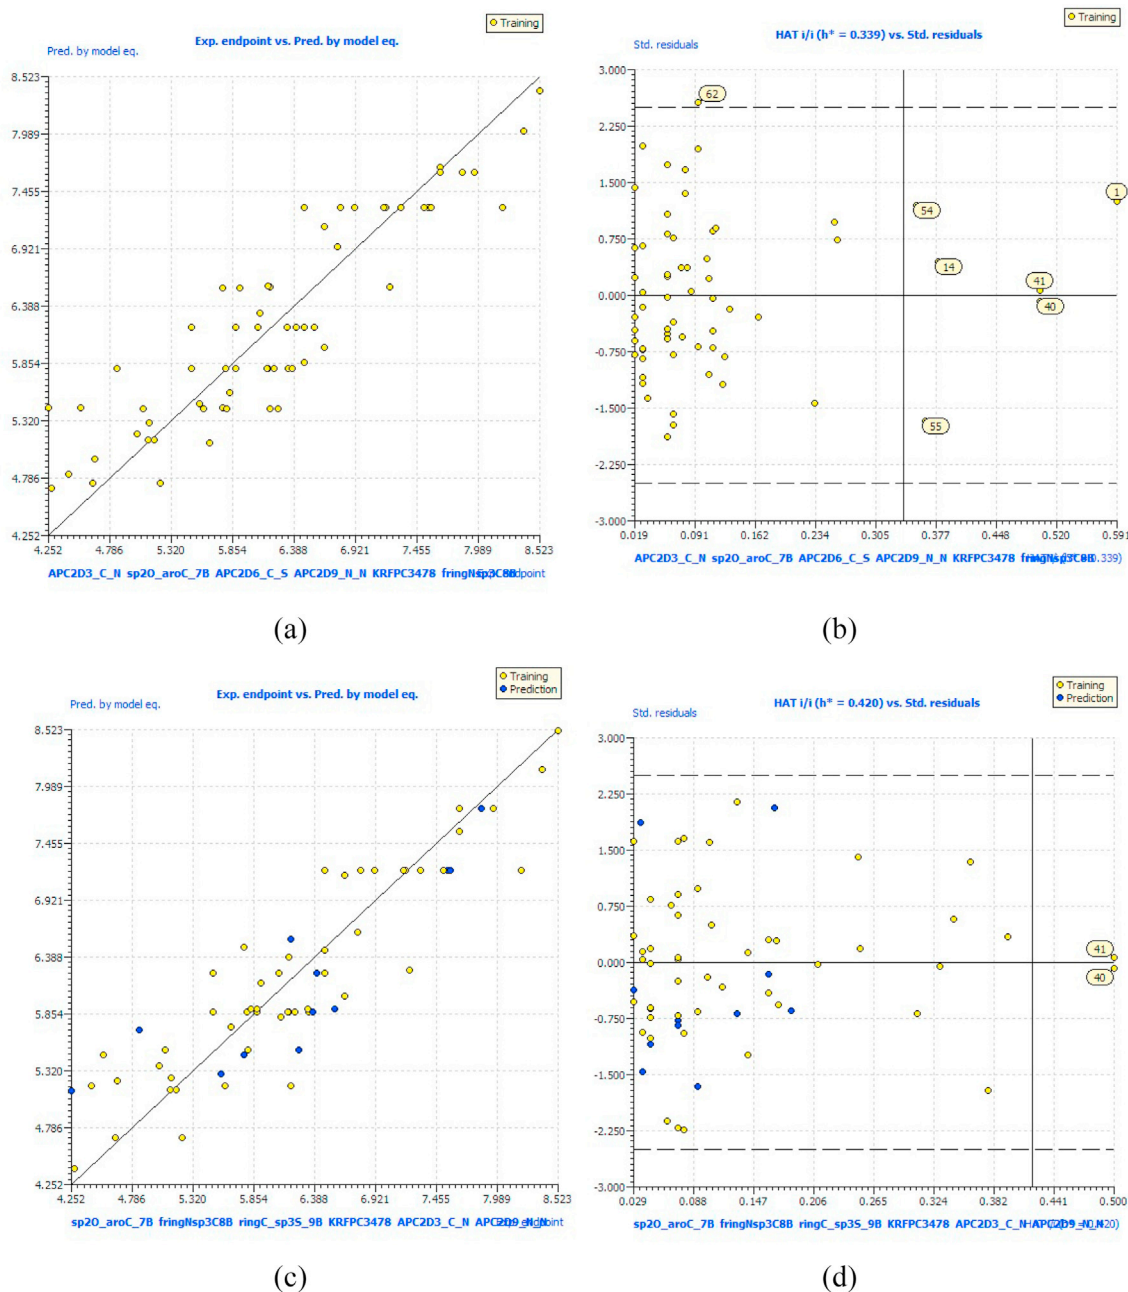 (a)
(b)
Training
Exp. endpoint vs. Pred. by model eq.
Pred. by model eq.
8.523
7.989
7.455
6.921
6.388
5.854
5.320
4.786
4.252
4.252 4.786 5.320 5.854 6.388 6.921 7.455 7.989 8.523
APC2D3_C_N sp2O_aroC_7B APC2D6_C_S APC2D9_N_N KRFPC3478 fringNsp3C8B
Training
HAT i/i (h* = 0.339) vs. Std. residuals
Std. residuals
3.000
2.250
1.500
0.750
0.000
-0.750
-1.500
-2.250
-3.000
62
54
1
14
41
40
55
0.019 0.091 0.162 0.234 0.305 0.377 0.448 0.520 0.591
APC2D3_C_N sp2O_aroC_7B APC2D6_C_S APC2D9_N_N KRFPC3478 fringNsp3C8B
(a)
(b)
Training
Prediction
Exp. endpoint vs. Pred. by model eq.
Pred. by model eq.
8.523
7.989
7.455
6.921
6.388
5.854
5.320
4.786
4.252
4.252 4.786 5.320 5.854 6.388 6.921 7.455 7.989 8.523
sp2O_aroC_7B fringNsp3C8B ringC_sp3S_9B KRFPC3478 APC2D3_C_N APC2D9_N_N
Training
Prediction
HAT i/i (h* = 0.420) vs. Std. residuals
Std. residuals
3.000
2.250
1.500
0.750
0.000
-0.750
-1.500
-2.250
-3.000
41
40
0.029 0.088 0.147 0.206 0.265 0.324 0.382 0.441 0.500
sp2O_aroC_7B fringNsp3C8B ringC_sp3S_9B KRFPC3478 APC2D3_C_N APC2D9_N_N
(c)
(d)